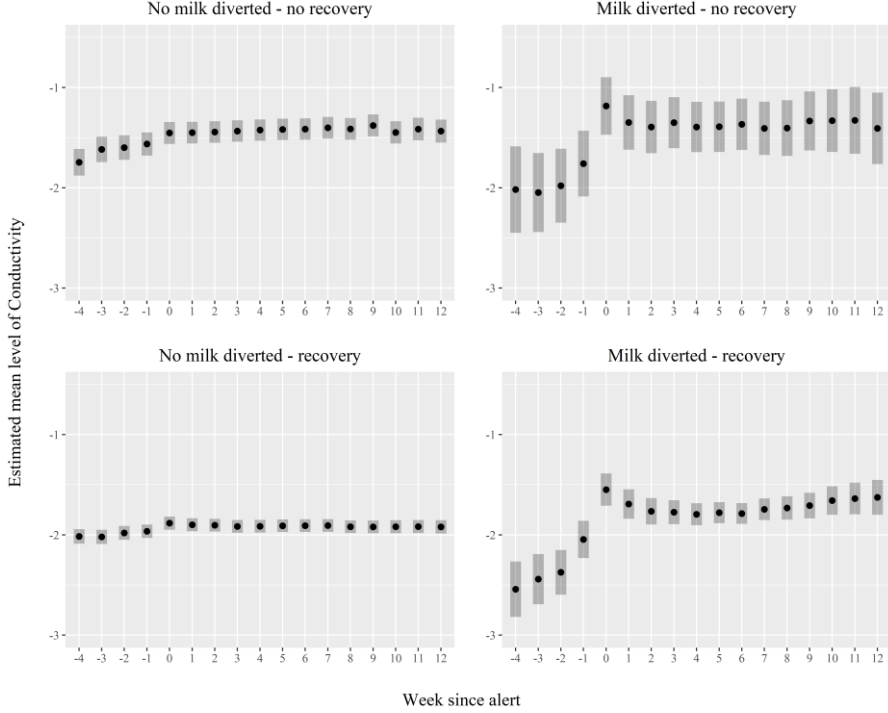 No milk diverted - no recovery
Milk diverted - no recovery
-1
-2
-3
-4 -3 -2 -1 0 1 2 3 4 5 6 7 8 9 10 11 12
-1
-2
-3
-4 -3 -2 -1 0 1 2 3 4 5 6 7 8 9 10 11 12
Estimated mean level of Conductivity
No milk diverted - recovery
Milk diverted - recovery
-1
-2
-3
-4 -3 -2 -1 0 1 2 3 4 5 6 7 8 9 10 11 12
-1
-2
-3
-4 -3 -2 -1 0 1 2 3 4 5 6 7 8 9 10 11 12
Week since alert